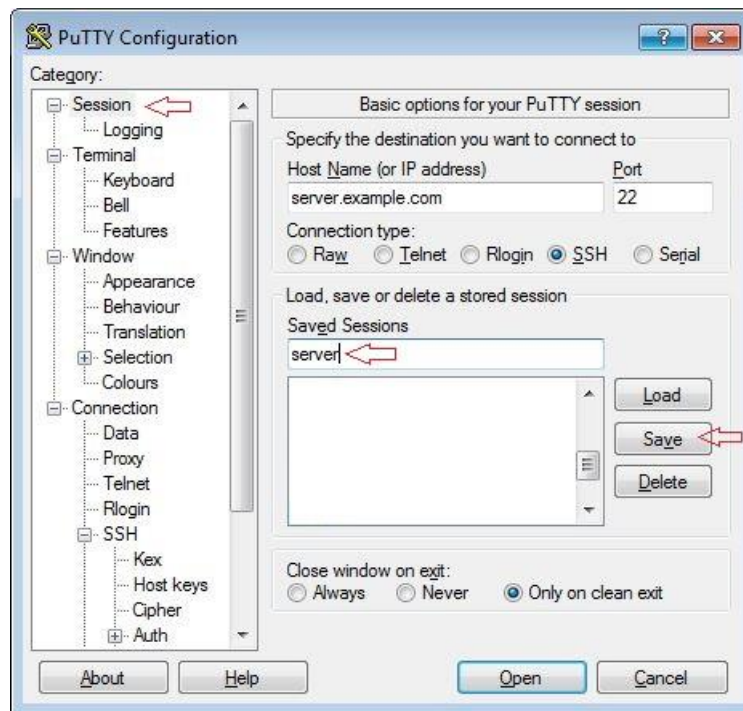 PuTTY Configuration
Category:
Session
Logging
Terminal
Keyboard
Bell
Features
Window
Appearance
Behaviour
Translation
Selection
Colours
Connection
Data
Proxy
Telnet
Rlogin
SSH
Kex
Host keys
Cipher
Auth
Basic options for your PuTTY session
Specify the destination you want to connect to
Host Name (or IP address) Port
server.example.com 22
Connection type:
Raw Telnet Rlogin SSH Serial
Load, save or delete a stored session
Saved Sessions
server
Load
Save
Delete
Close window on exit:
Always Never Only on clean exit
About Help Open Cancel